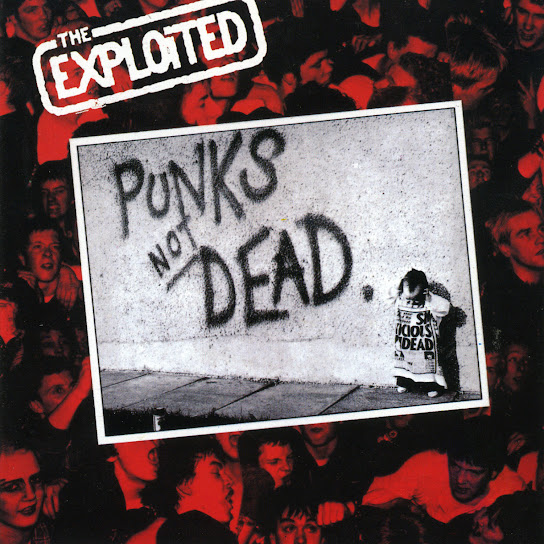 THE
EXPLOITED
PUNKS
NOT
DEAD.
SID
VICIOUS
DEAD